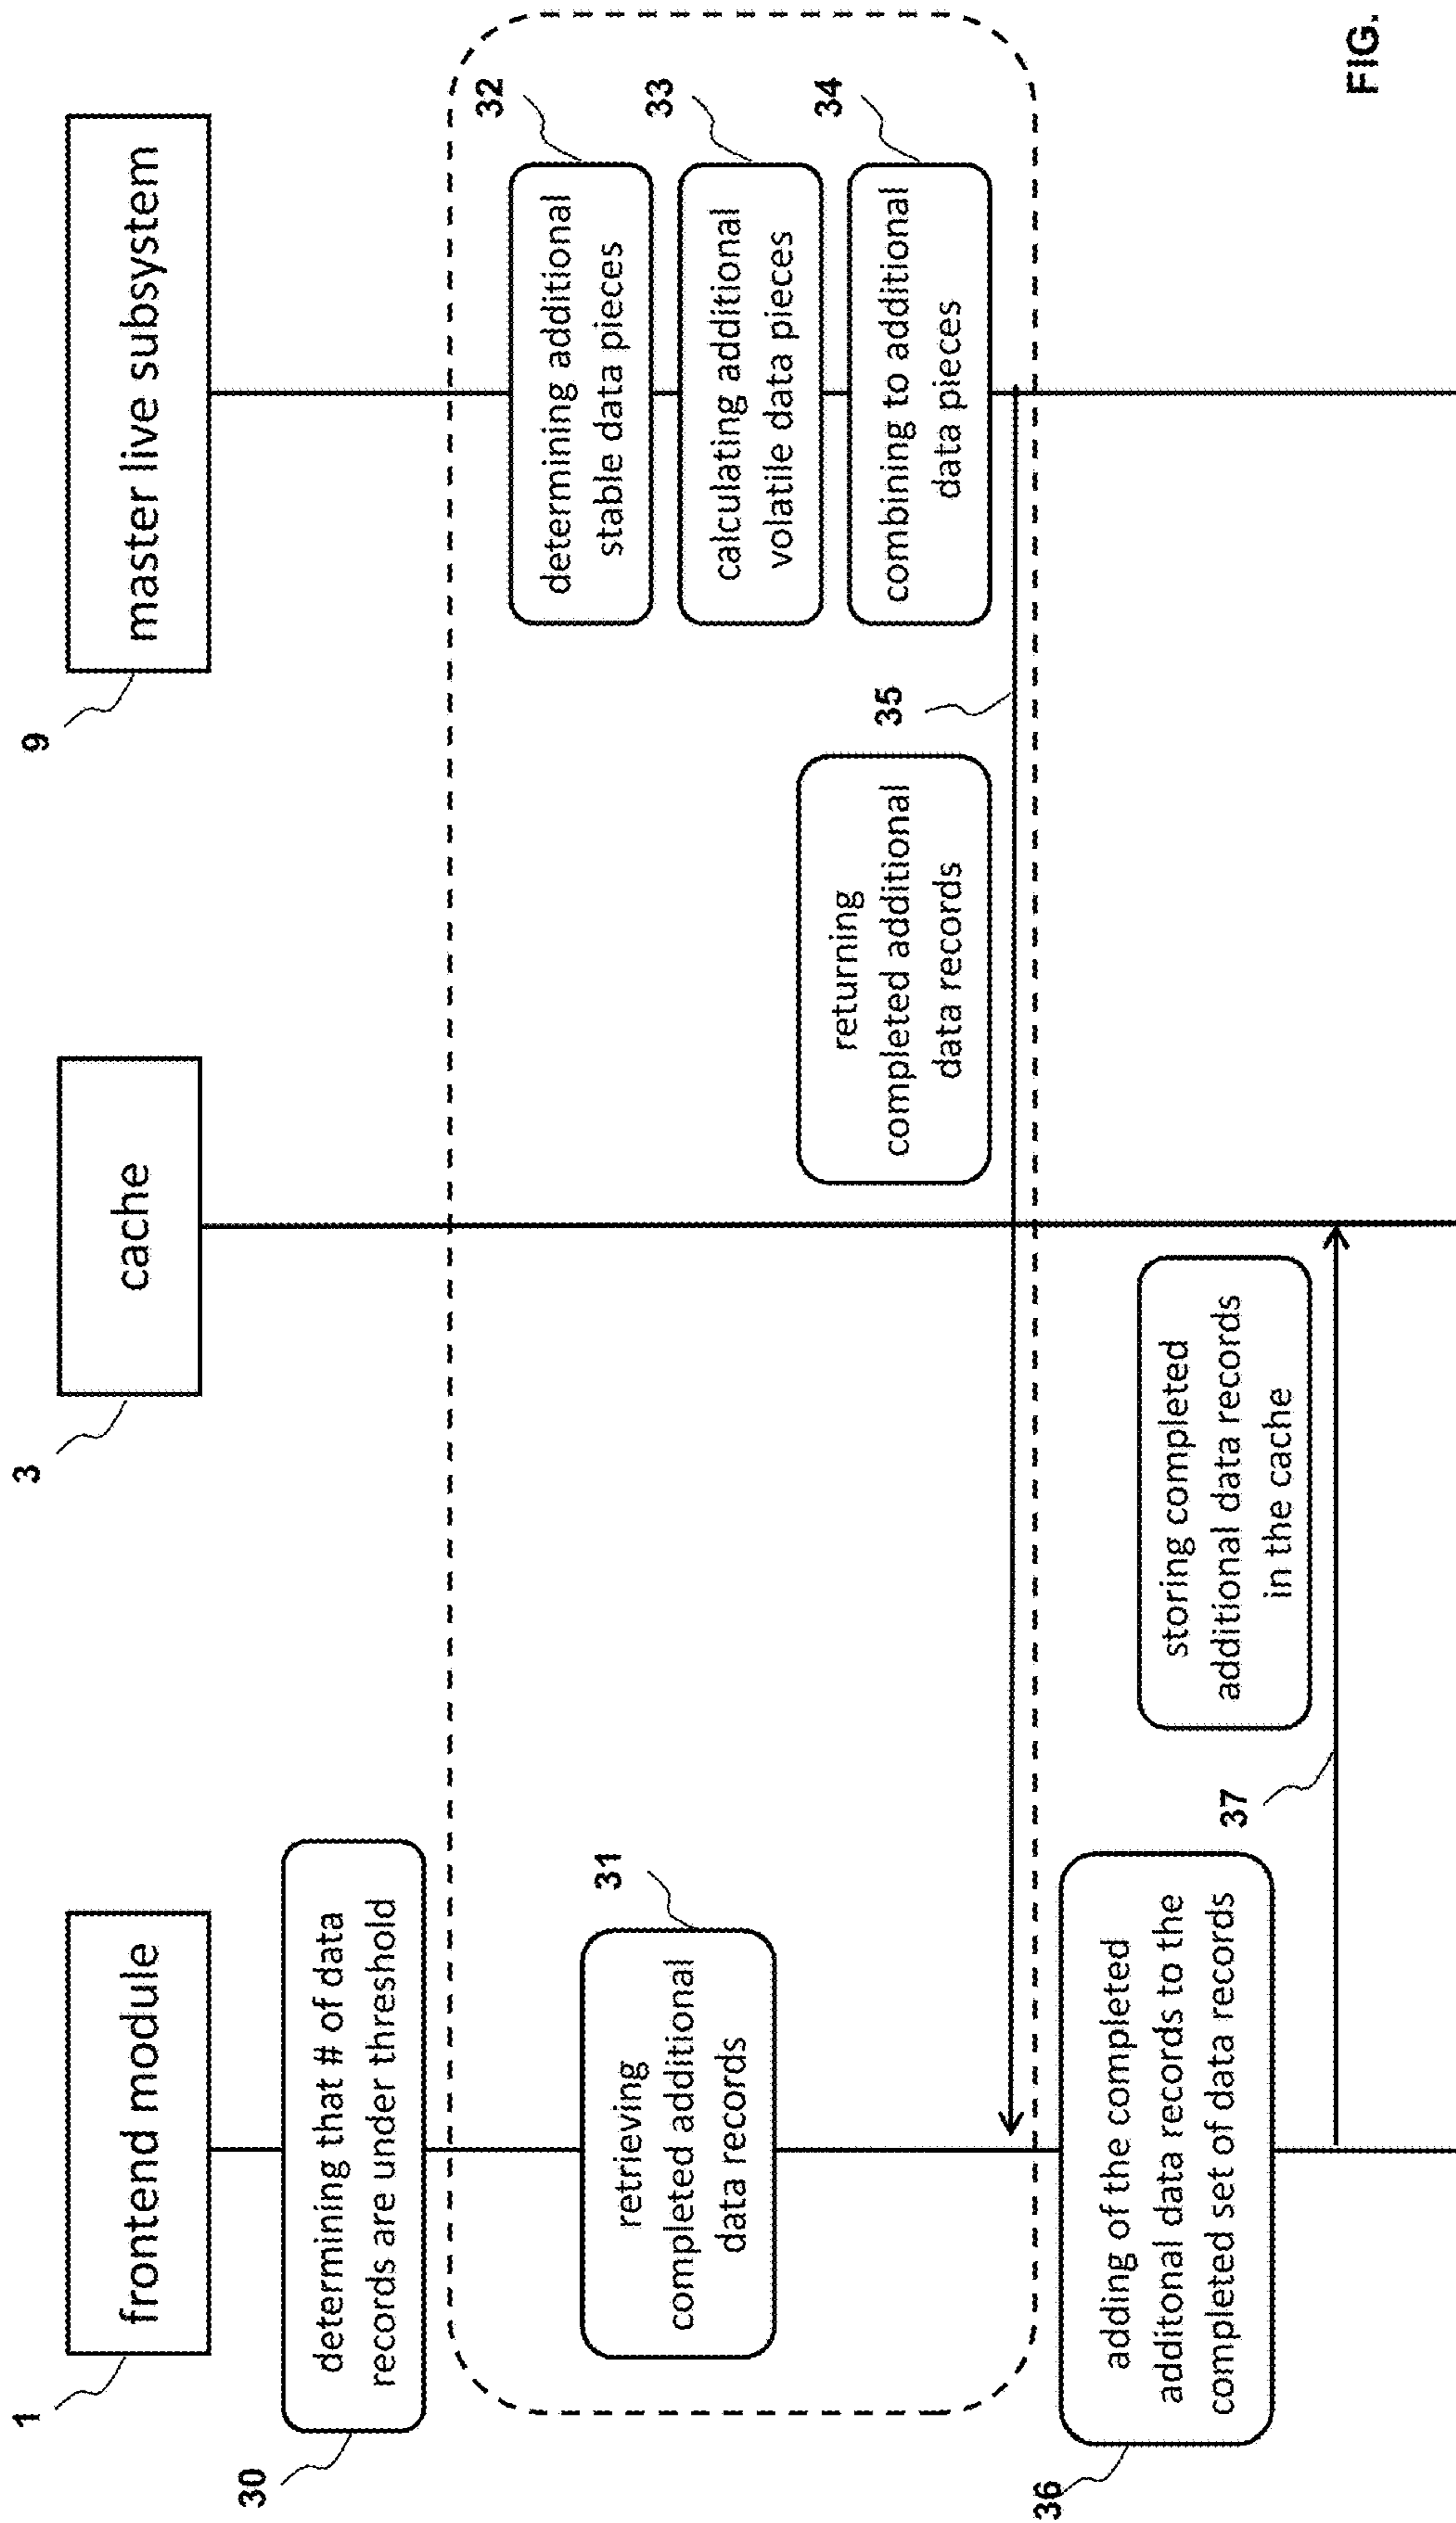 1
frontend module
3
cache
9
master live subsystem
30
determining that # of data
records are under threshold
31
retrieving
completed additional
data records
32
determining additional
stable data pieces
33
calculating additional
volatile data pieces
34
combining to additional
data pieces
35
returning
completed additional
data records
36
adding of the completed
additonal data records to the
completed set of data records
37
storing completed
additional data records
in the cache
FIG.